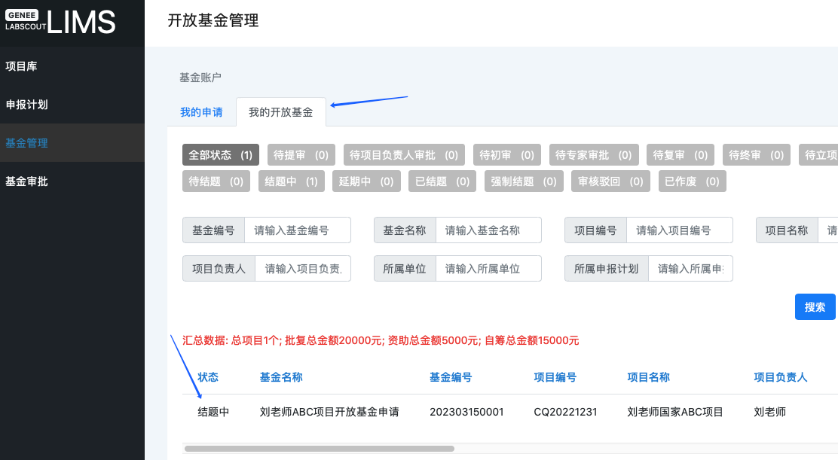 GENEE
LABSCOUT LIMS
开放基金管理
项目库
申报计划
基金管理
基金审批
基金账户
我的申请 我的开放基金
全部状态 (1) 待提审 (0) 待项目负责人审批 (0) 待初审 (0) 待专家审批 (0) 待复审 (0) 待终审 (0) 待立项
待结题 (0) 结题中 (1) 延期中 (0) 已结题 (0) 强制结题 (0) 审核驳回 (0) 已作废 (0)
基金编号 请输入基金编号 基金名称 请输入基金名称 项目编号 请输入项目编号 项目名称 请
项目负责人 请输入项目负责 所属单位 请输入所属单位 所属申报计划 请输入所属申
搜索
汇总数据: 总项目1个; 批复总金额20000元; 资助总金额5000元; 自筹总金额15000元
状态 基金名称 基金编号 项目编号 项目名称 项目负责人
结题中 刘老师ABC项目开放基金申请 202303150001 CQ20221231 刘老师国家ABC项目 刘老师